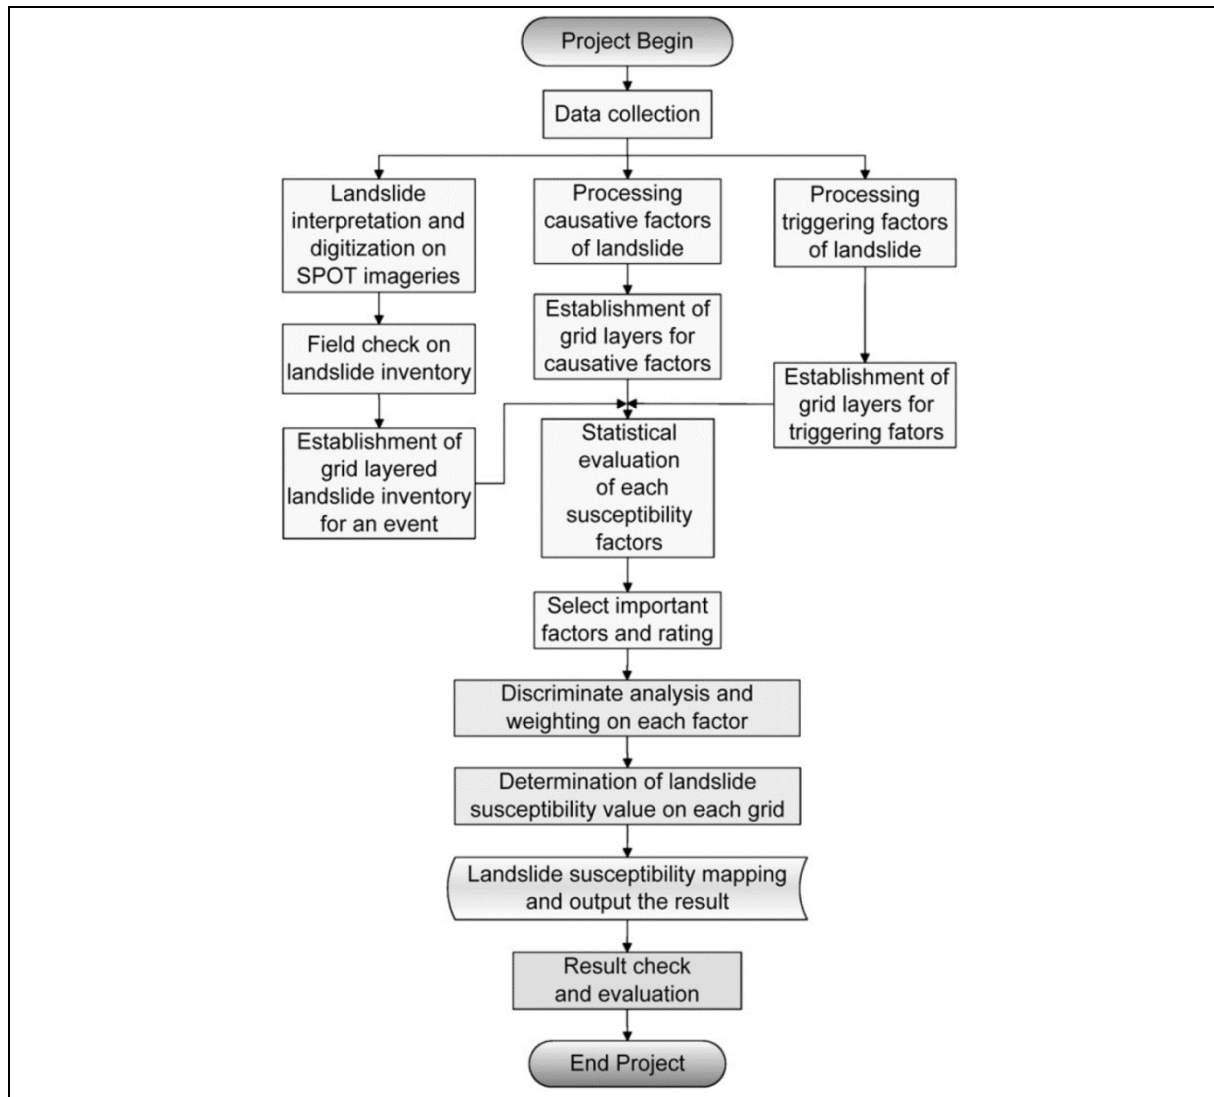 Project Begin
Data collection
Landslide
interpretation and
digitization on
SPOT imageries
Processing
causative factors
of landslide
Processing
triggering factors
of landslide
Field check on
landslide inventory
Establishment of
grid layers for
causative factors
Establishment of
grid layers for
triggering fators
Establishment of
grid layered
landslide inventory
for an event
Statistical
evaluation
of each
susceptibility
factors
Select important
factors and rating
Discriminate analysis and
weighting on each factor
Determination of landslide
susceptibility value on each grid
Landslide susceptibility mapping
and output the result
Result check
and evaluation
End Project